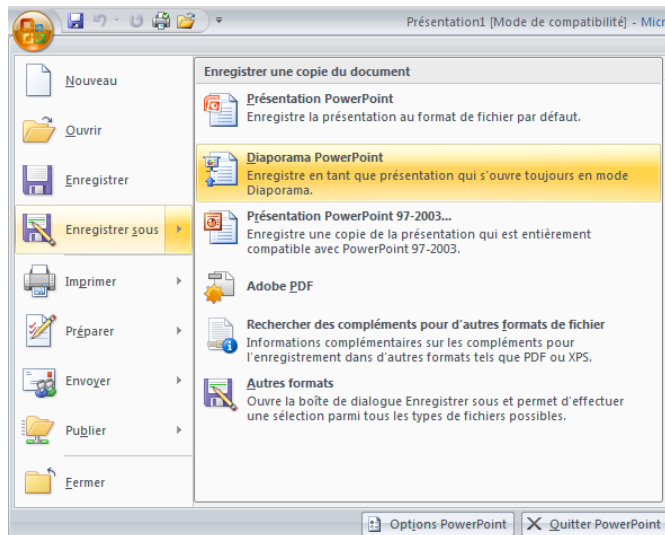 Présentation1 [Mode de compatibilité] - Micr
Nouveau
Ouvrir
Enregistrer
Enregistrer sous
Imprimer
Préparer
Envoyer
Publier
Fermer
Enregistrer une copie du document
Présentation PowerPoint
Enregistre la présentation au format de fichier par défaut.
Diaporama PowerPoint
Enregistre en tant que présentation qui s'ouvre toujours en mode
Diaporama.
Présentation PowerPoint 97-2003...
Enregistre une copie de la présentation qui est entièrement
compatible avec PowerPoint 97-2003.
Adobe PDF
Rechercher des compléments pour d'autres formats de fichier
Informations complémentaires sur les compléments pour
l'enregistrement dans d'autres formats tels que PDF ou XPS.
Autres formats
Ouvre la boîte de dialogue Enregistrer sous et permet d'effectuer
une sélection parmi tous les types de fichiers possibles.
Options PowerPoint
Quitter PowerPoint